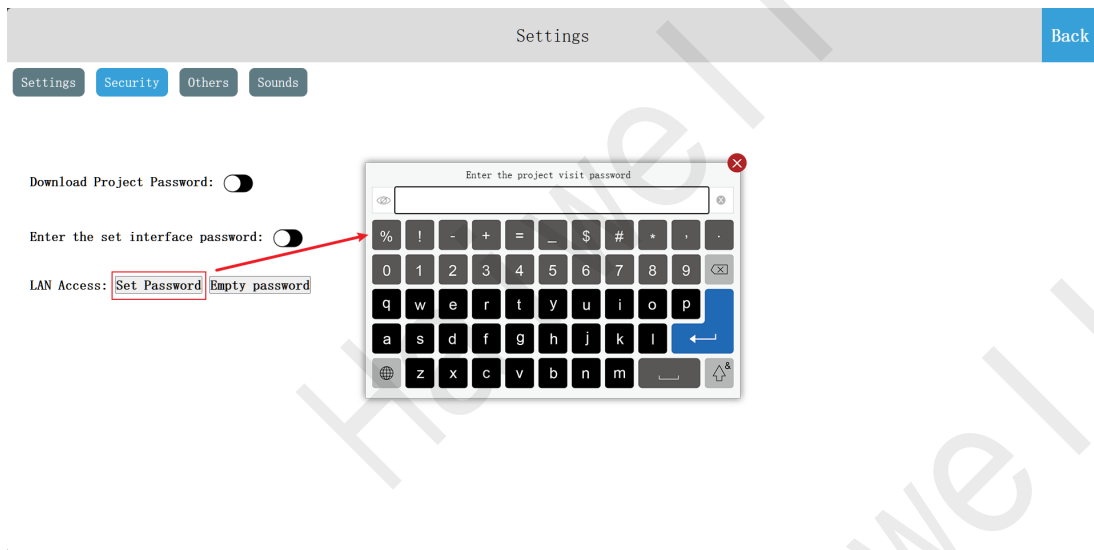 Settings
Back
Settings Security Others Sounds
Download Project Password:
Enter the set interface password:
LAN Access: Set Password Empty password
Enter the project visit password
% ! - + = _ $ # * , .
0 1 2 3 4 5 6 7 8 9
q w e r t y u i o p
a s d f g h j k l
z x c v b n m &